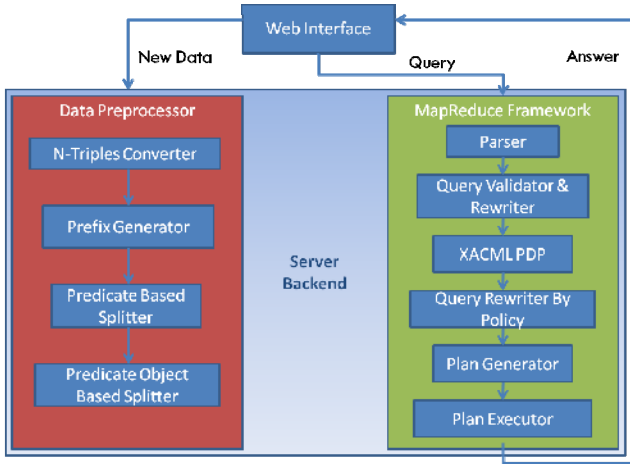 Web Interface
New Data
Query
Answer
Data Preprocessor
N-Triples Converter
Prefix Generator
Predicate Based
Splitter
Predicate Object
Based Splitter
Server
Backend
MapReduce Framework
Parser
Query Validator &
Rewriter
XACML PDP
Query Rewriter By
Policy
Plan Generator
Plan Executor